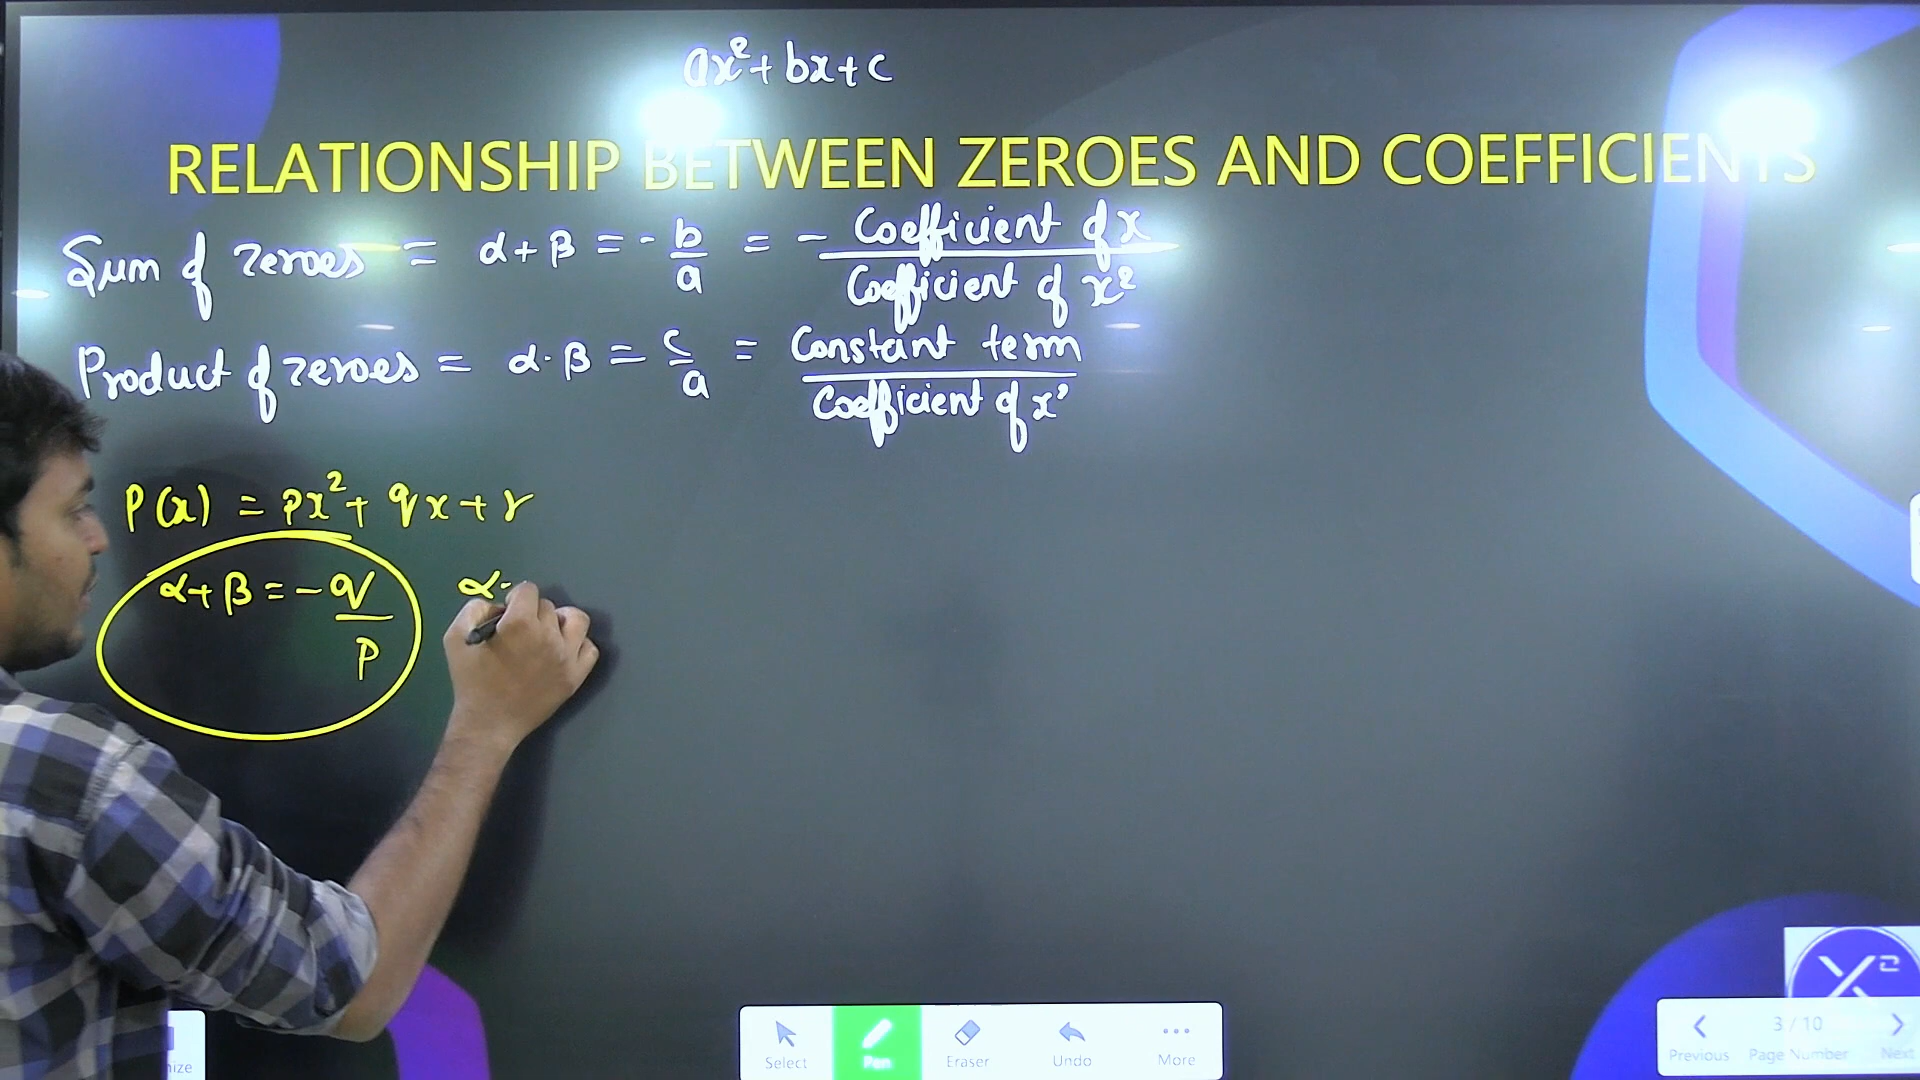 ax²+bx+c
RELATIONSHIP BETWEEN ZEROES AND COEFFICIENTS
Sum of zeroes = α+β = -b/a = - Coefficient of x / Coefficient of x²
Product of zeroes = α·β = c/a = Constant term / Coefficient of x²
P(x) = px²+qx+r
α+β = -q/p α·
X²
Select Pen Eraser Undo More
3 / 10
Previous Page Number Next